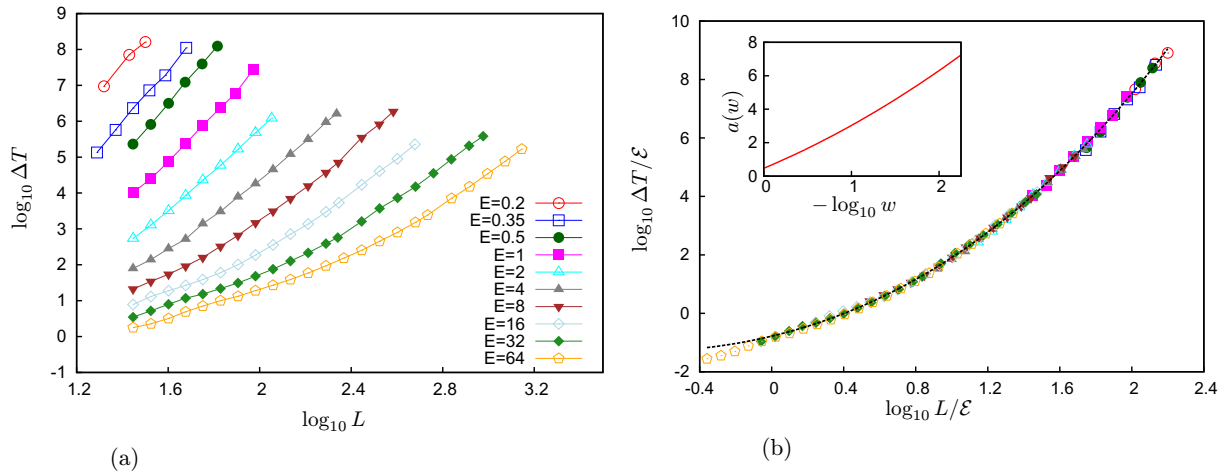 9
8
7
6
5
4
3
2
1
0
-1
log₁₀ ΔT
1.2 1.6 2 2.4 2.8 3.2
log₁₀ L
E=0.2
E=0.35
E=0.5
E=1
E=2
E=4
E=8
E=16
E=32
E=64
(a)
10
8
6
4
2
0
-2
log₁₀ ΔT/ℰ
-0.4 0 0.4 0.8 1.2 1.6 2 2.4
log₁₀ L/ℰ
8
6
4
2
0
a(w)
0 1 2
− log₁₀ w
(b)